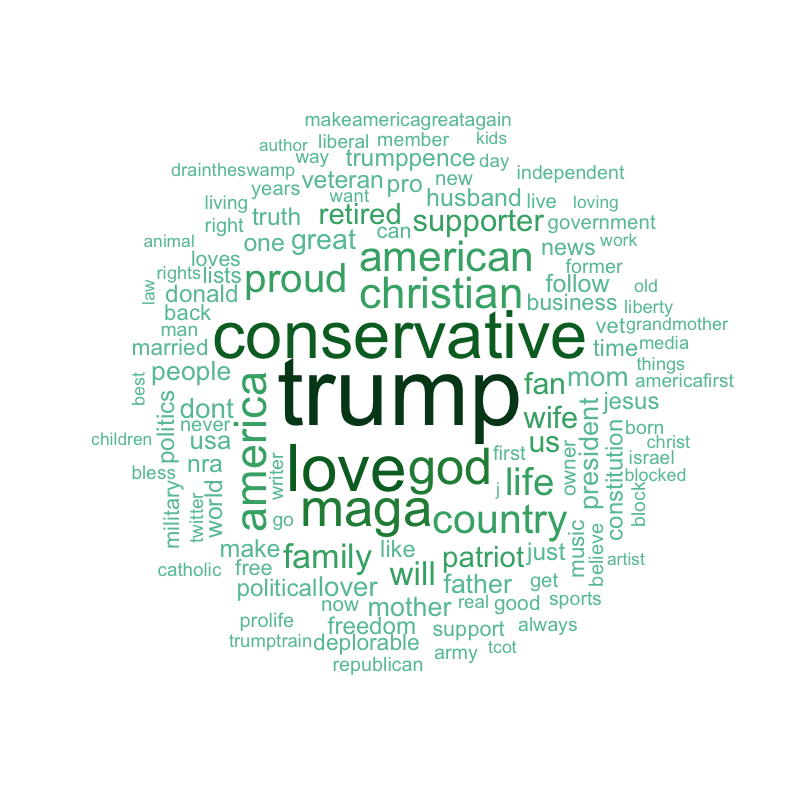 makeamericagreatagain
author
liberal
member
kids
way
trumppence
day
draintheswamp
independent
veteran
pro
new
years
want
husband
live
loving
living
retired
supporter
government
right
truth
can
one
great
news
work
animal
american
loves
former
rights
lists
proud
christian
follow
old
law
donald
business
liberty
back
conservative
vet
grandmother
man
time
media
married
things
people
trump
fan
mom
americafirst
best
america
dont
wife
jesus
politics
never
us
president
born
children
usa
constitution
christ
love
god
first
owner
israel
bless
nra
writer
life
blocked
military
twitter
world
j
block
go
maga
country
music
believe
make
family
like
patriot
just
artist
catholic
free
will
father
get
political
lover
now
mother
real
good
sports
prolife
freedom
support
always
trumptrain
deplorable
army
tcot
republican